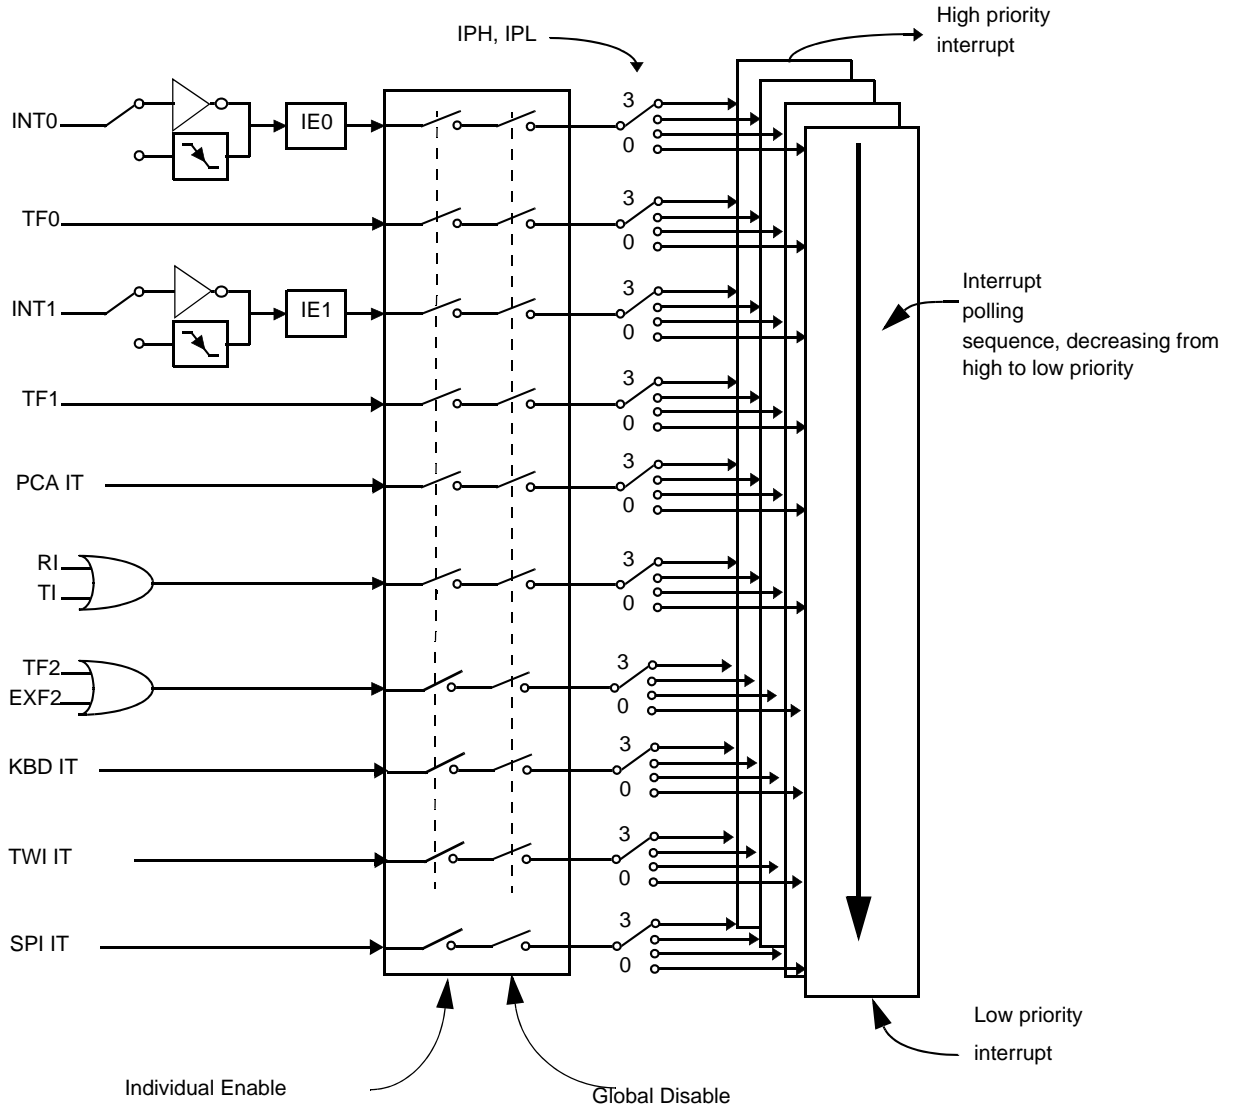 High priority
interrupt
IPH, IPL
INT0
IE0
3
0
TF0
3
0
INT1
IE1
3
0
Interrupt
polling
sequence, decreasing from
high to low priority
TF1
3
0
PCA IT
3
0
RI
TI
3
0
TF2
EXF2
3
0
KBD IT
3
0
TWI IT
3
0
SPI IT
3
0
Low priority
interrupt
Individual Enable
Global Disable